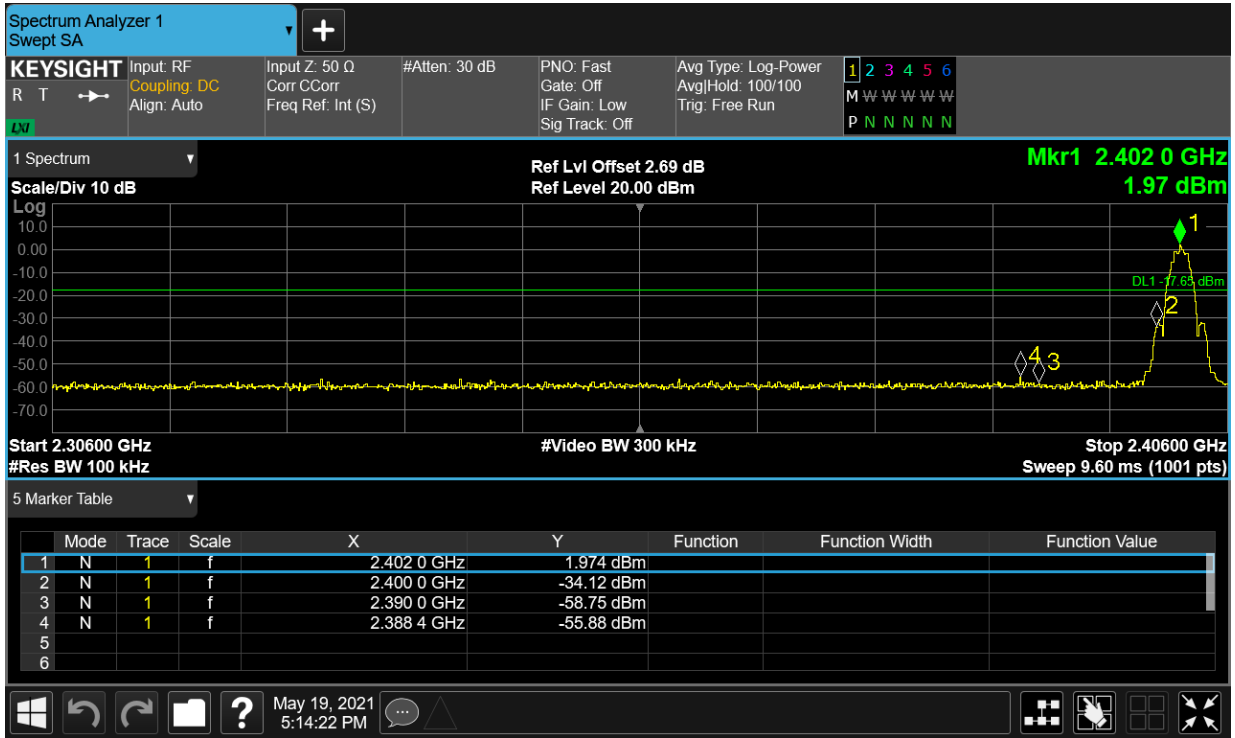 Spectrum Analyzer 1
Swept SA
+
KEYSIGHT
R T
LXI
Input: RF
Coupling: DC
Align: Auto
Input Z: 50 Ω
Corr CCorr
Freq Ref: Int (S)
#Atten: 30 dB
PNO: Fast
Gate: Off
IF Gain: Low
Sig Track: Off
Avg Type: Log-Power
Avg|Hold: 100/100
Trig: Free Run
1 2 3 4 5 6
M W W W W W
P N N N N N
1 Spectrum
Scale/Div 10 dB
Ref Lvl Offset 2.69 dB
Ref Level 20.00 dBm
Mkr1 2.402 0 GHz
1.97 dBm
Log
10.0
0.00
-10.0
-20.0
-30.0
-40.0
-50.0
-60.0
-70.0
1
DL1 -17.65 dBm
2
4
3
Start 2.30600 GHz
#Res BW 100 kHz
#Video BW 300 kHz
Stop 2.40600 GHz
Sweep 9.60 ms (1001 pts)
5 Marker Table
Mode Trace Scale X Y Function Function Width Function Value
1 N 1 f 2.402 0 GHz 1.974 dBm
2 N 1 f 2.400 0 GHz -34.12 dBm
3 N 1 f 2.390 0 GHz -58.75 dBm
4 N 1 f 2.388 4 GHz -55.88 dBm
5
6
?
May 19, 2021
5:14:22 PM